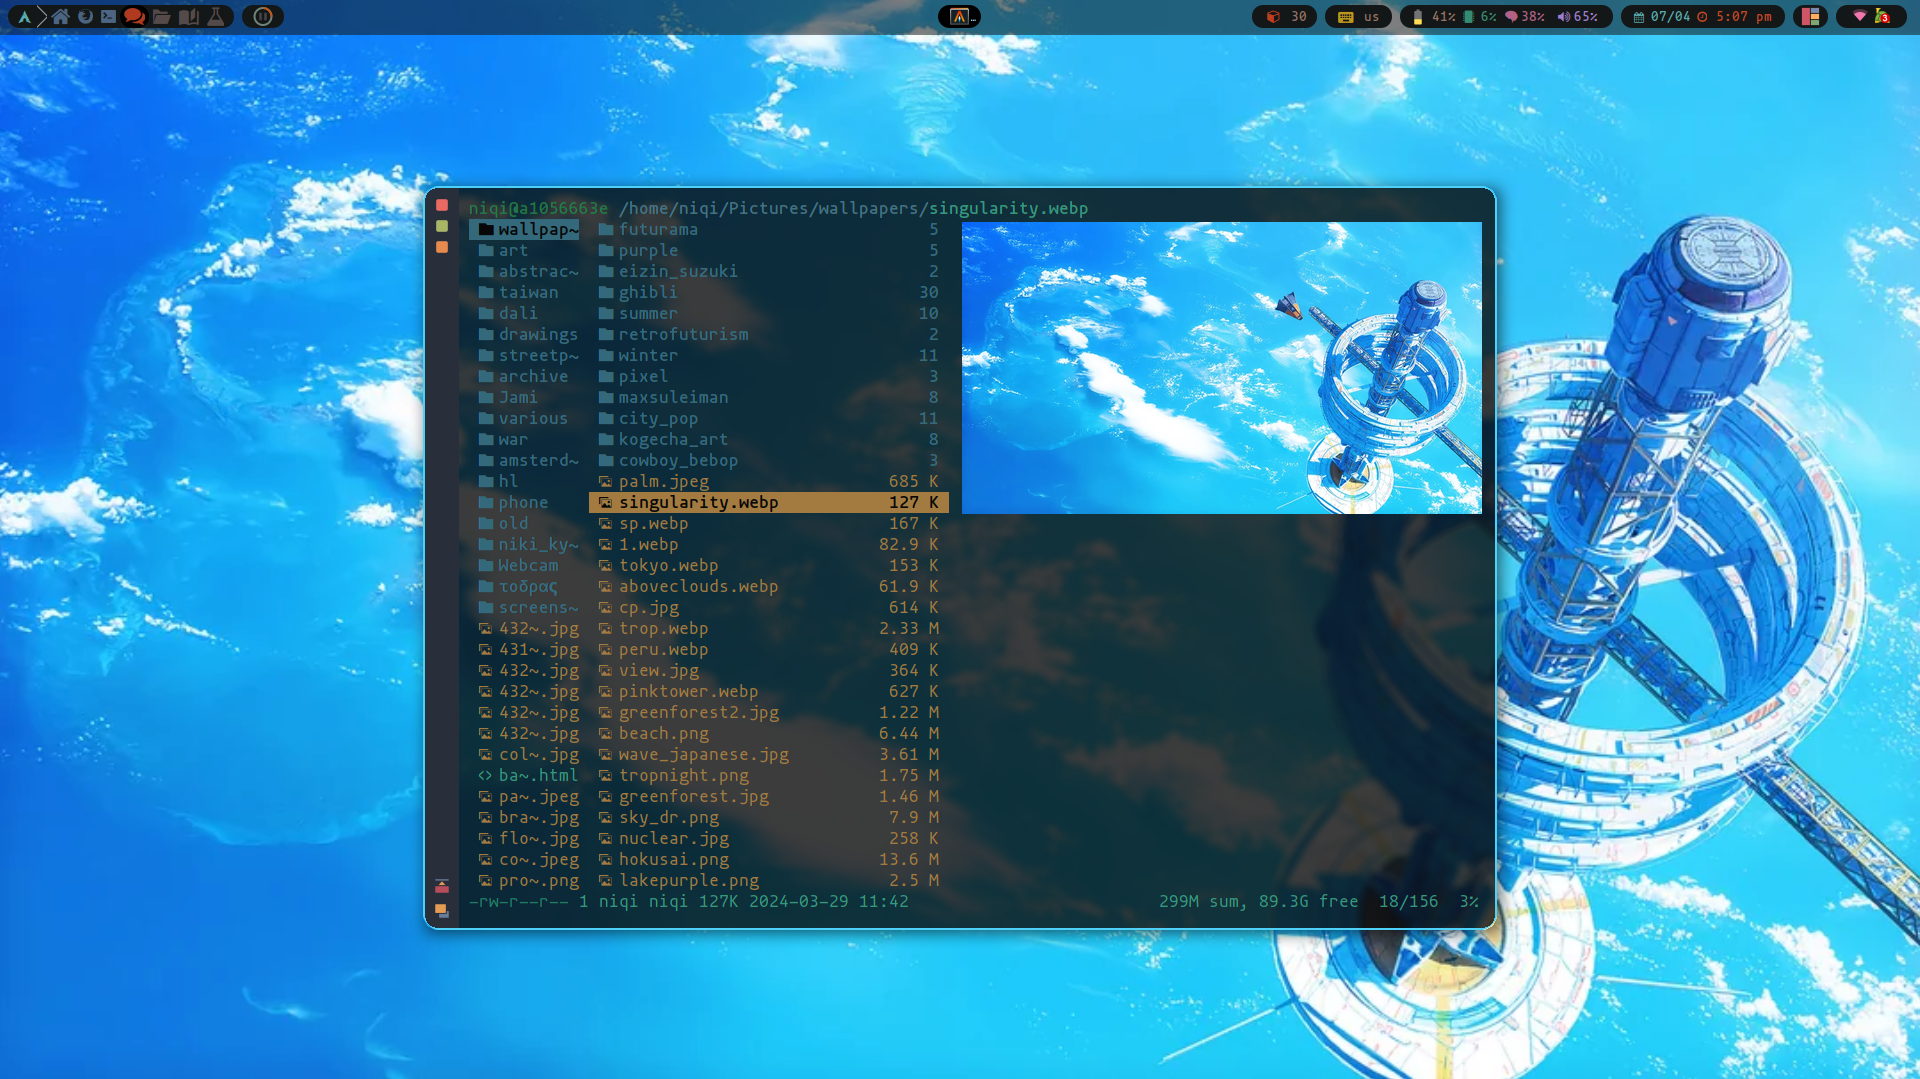 30 us 41% 6% 38% 65% 07/04 5:07 pm 3
niqi@a1056663e /home/niqi/Pictures/wallpapers/singularity.webp
wallpap~ futurama 5
art purple 5
abstrac~ eizin_suzuki 2
taiwan ghibli 30
dali summer 10
drawings retrofuturism 2
streetp~ winter 11
archive pixel 3
Jami maxsuleiman 8
various city_pop 11
war kogecha_art 8
amsterd~ cowboy_bebop 3
hl palm.jpeg 685 K
phone singularity.webp 127 K
old sp.webp 167 K
niki_ky~ 1.webp 82.9 K
Webcam tokyo.webp 153 K
τοδρας aboveclouds.webp 61.9 K
screens~ cp.jpg 614 K
432~.jpg trop.webp 2.33 M
431~.jpg peru.webp 409 K
432~.jpg view.jpg 364 K
432~.jpg pinktower.webp 627 K
432~.jpg greenforest2.jpg 1.22 M
432~.jpg beach.png 6.44 M
col~.jpg wave_japanese.jpg 3.61 M
<> ba~.html tropnight.png 1.75 M
pa~.jpeg greenforest.jpg 1.46 M
bra~.jpg sky_dr.png 7.9 M
flo~.jpg nuclear.jpg 258 K
co~.jpeg hokusai.png 13.6 M
pro~.png lakepurple.png 2.5 M
-rw-r--r-- 1 niqi niqi 127K 2024-03-29 11:42 299M sum, 89.3G free 18/156 3%